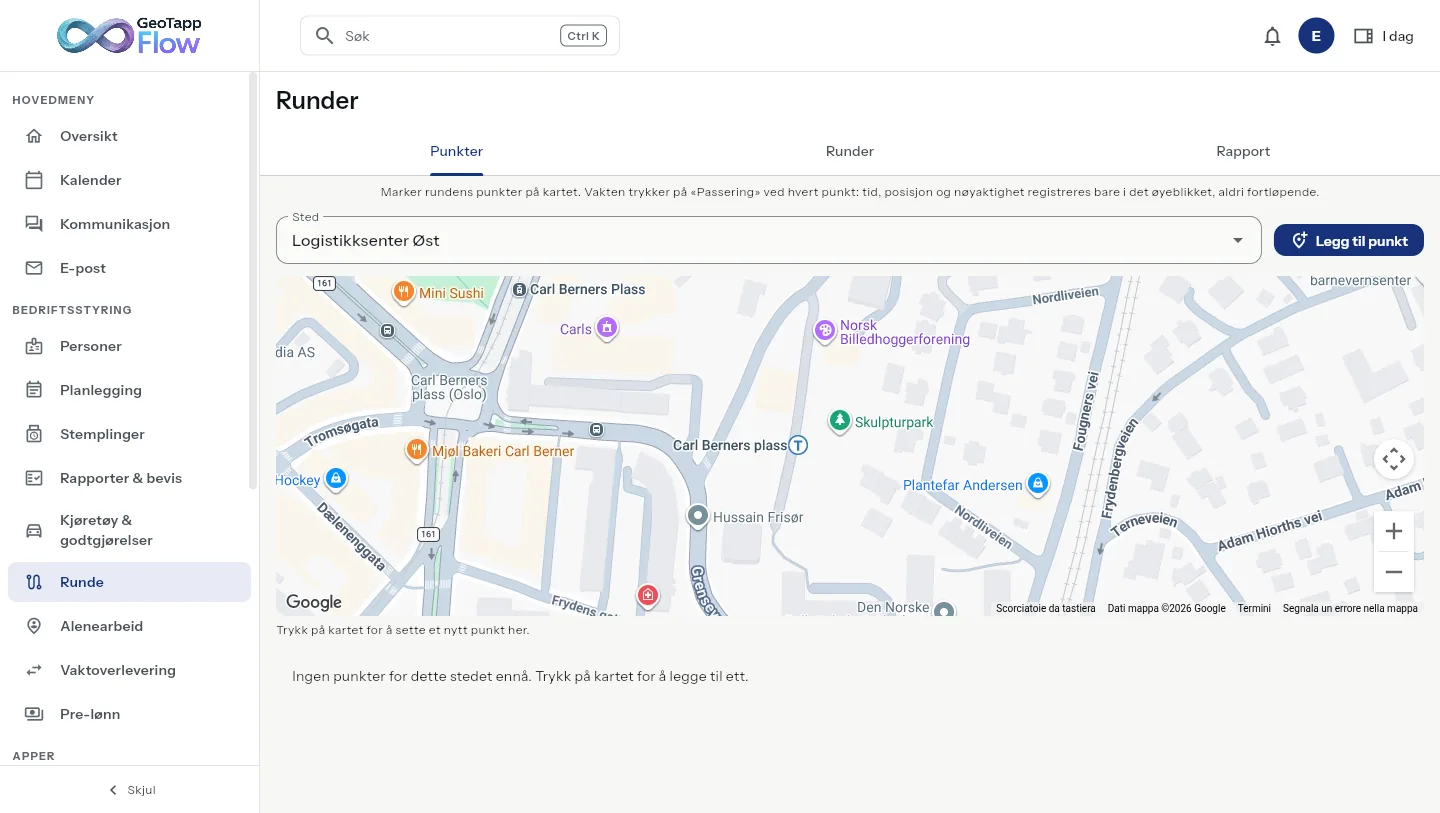 GeoTapp
Flow
Søk
Ctrl K
E
I dag
HOVEDMENY
Oversikt
Kalender
Kommunikasjon
E-post
BEDRIFTSSTYRING
Personer
Planlegging
Stemplinger
Rapporter & bevis
Kjøretøy &
godtgjørelser
Runde
Alenearbeid
Vaktoverlevering
Pre-lønn
APPER
Skjul
Runder
Punkter
Runder
Rapport
Marker rundens punkter på kartet. Vakten trykker på «Passering» ved hvert punkt: tid, posisjon og nøyaktighet registreres bare i det øyeblikket, aldri fortløpende.
Sted
Logistikksenter Øst
Legg til punkt
161
Mini Sushi
Carl Berners Plass
barnevernsenter
Nordliveien
Carls
Norsk
Billedhoggerforening
dia AS
Carl Berners
plass (Oslo)
Fougners vei
Tromsøgata
Skulpturpark
Mjøl Bakeri Carl Berner
Carl Berners plass
T
Frydenbergveien
Hockey
Plantefar Andersen
Adam
Dælenenggata
Hussain Frisør
Nordliveien
Terneveien
Adam Hiorths vei
161
Grensen
Frydens g
Den Norske
Google
Scorciatoie da tastiera
Dati mappa ©2026 Google
Termini
Segnala un errore nella mappa
Trykk på kartet for å sette et nytt punkt her.
Ingen punkter for dette stedet ennå. Trykk på kartet for å legge til ett.